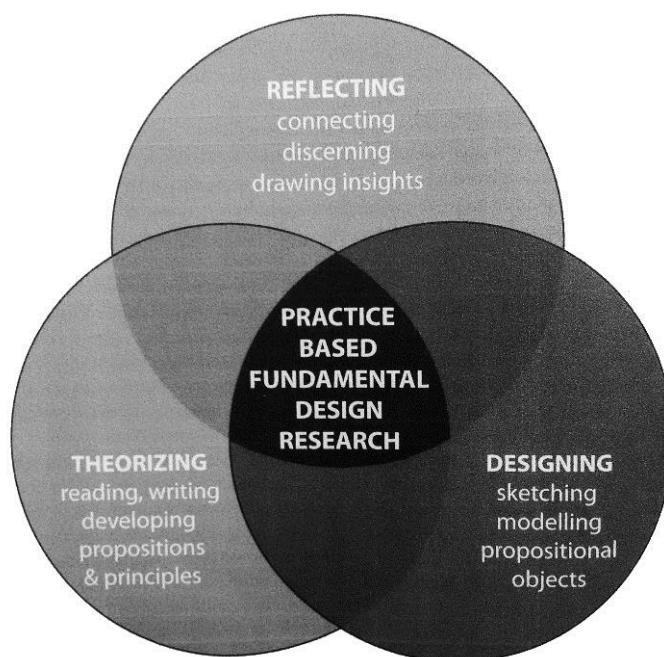 REFLECTING
connecting
discerning
drawing insights
PRACTICE
BASED
FUNDAMENTAL
DESIGN
RESEARCH
THEORIZING
reading, writing
developing
propositions
& principles
DESIGNING
sketching
modelling
propositional
objects